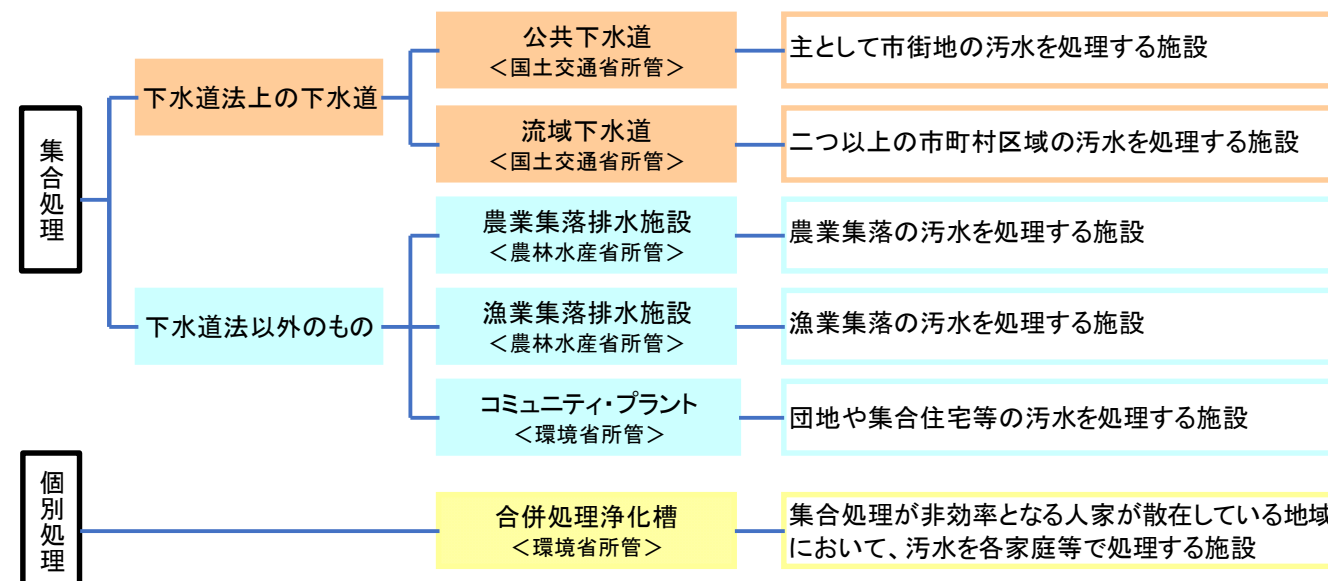 集合処理
下水道法上の下水道
公共下水道
＜国土交通省所管＞
主として市街地の汚水を処理する施設
流域下水道
＜国土交通省所管＞
二つ以上の市町村区域の汚水を処理する施設
下水道法以外のもの
農業集落排水施設
＜農林水産省所管＞
農業集落の汚水を処理する施設
漁業集落排水施設
＜農林水産省所管＞
漁業集落の汚水を処理する施設
コミュニティ・プラント
＜環境省所管＞
団地や集合住宅等の汚水を処理する施設
個別処理
合併処理浄化槽
＜環境省所管＞
集合処理が非効率となる人家が散在している地域
において、汚水を各家庭等で処理する施設